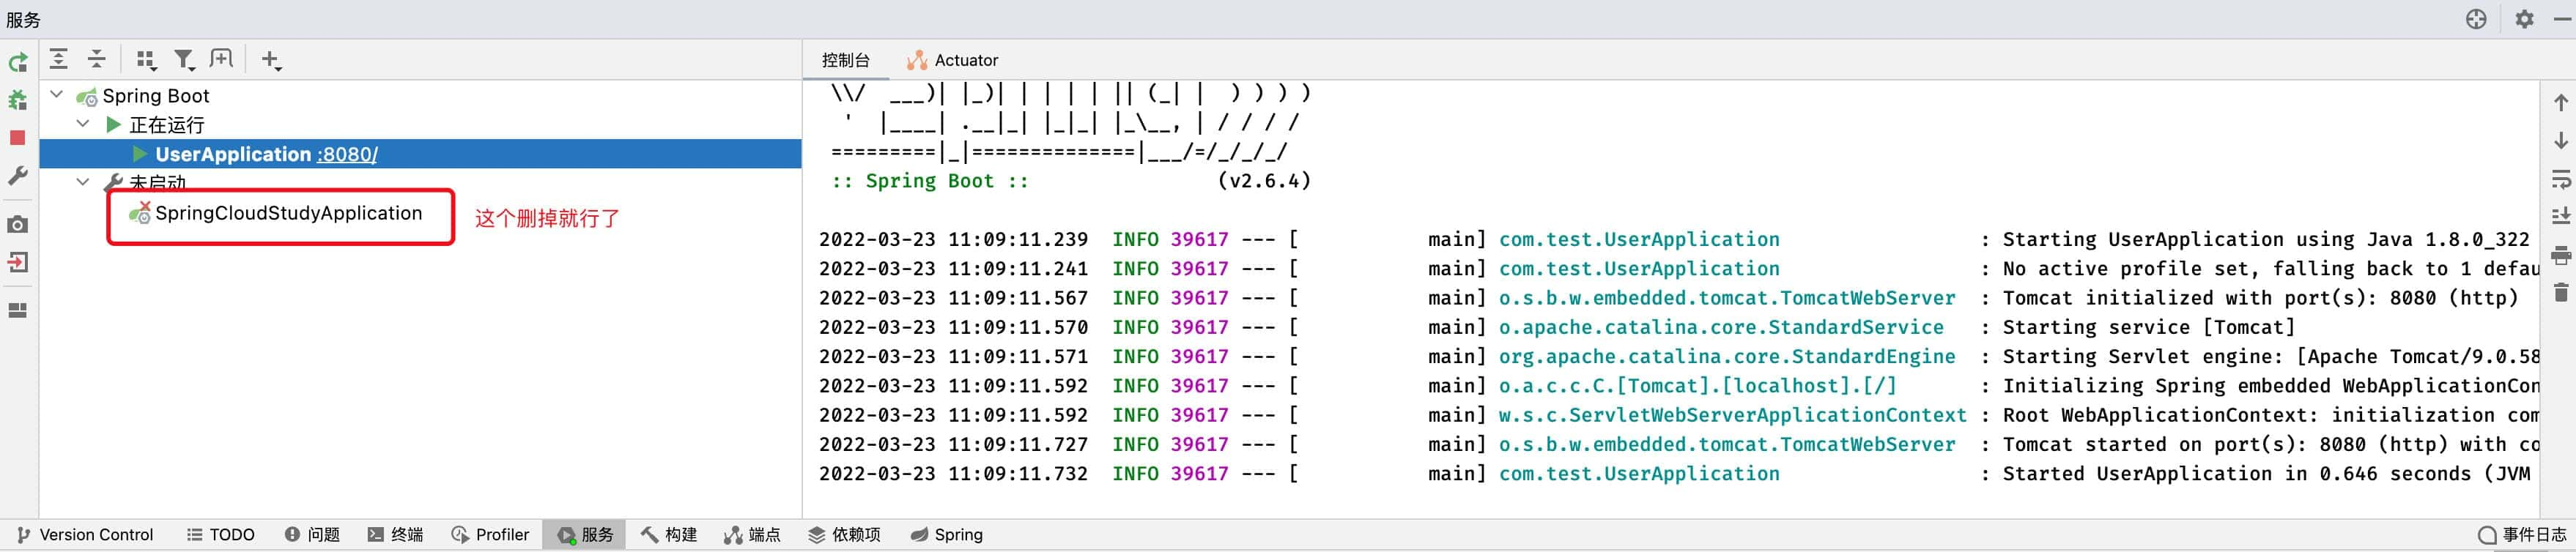 服务
控制台 Actuator
Spring Boot
正在运行
UserApplication :8080/
未启动
SpringCloudStudyApplication
这个删掉就行了
\\/  ___)| |_)| | | | | || (_| |  ) ) ) )
'  |____| .__|_| |_|_| |_\__, | / / / /
=========|_|==============|___/=/_/_/_/
:: Spring Boot :: (v2.6.4)
2022-03-23 11:09:11.239 INFO 39617 --- [ main] com.test.UserApplication : Starting UserApplication using Java 1.8.0_322
2022-03-23 11:09:11.241 INFO 39617 --- [ main] com.test.UserApplication : No active profile set, falling back to 1 defau
2022-03-23 11:09:11.567 INFO 39617 --- [ main] o.s.b.w.embedded.tomcat.TomcatWebServer : Tomcat initialized with port(s): 8080 (http)
2022-03-23 11:09:11.570 INFO 39617 --- [ main] o.apache.catalina.core.StandardService : Starting service [Tomcat]
2022-03-23 11:09:11.571 INFO 39617 --- [ main] org.apache.catalina.core.StandardEngine : Starting Servlet engine: [Apache Tomcat/9.0.58
2022-03-23 11:09:11.592 INFO 39617 --- [ main] o.a.c.c.C.[Tomcat].[localhost].[/] : Initializing Spring embedded WebApplicationCon
2022-03-23 11:09:11.592 INFO 39617 --- [ main] w.s.c.ServletWebServerApplicationContext : Root WebApplicationContext: initialization com
2022-03-23 11:09:11.727 INFO 39617 --- [ main] o.s.b.w.embedded.tomcat.TomcatWebServer : Tomcat started on port(s): 8080 (http) with co
2022-03-23 11:09:11.732 INFO 39617 --- [ main] com.test.UserApplication : Started UserApplication in 0.646 seconds (JVM
Version Control TODO 问题 终端 Profiler 服务 构建 端点 依赖项 Spring 事件日志